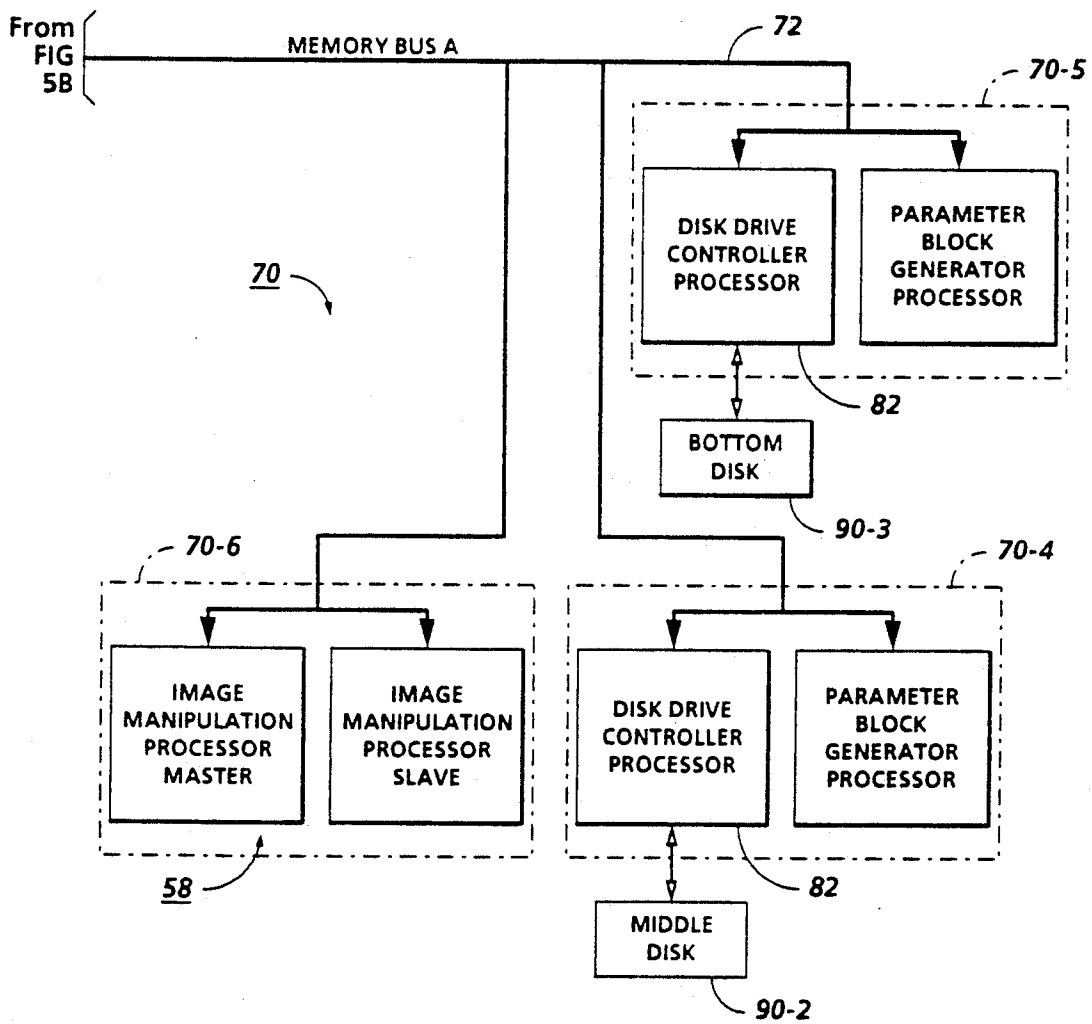 From
FIG
5B
MEMORY BUS A
72
70-5
DISK DRIVE
CONTROLLER
PROCESSOR
PARAMETER
BLOCK
GENERATOR
PROCESSOR
70
82
BOTTOM
DISK
90-3
70-6
70-4
IMAGE
MANIPULATION
PROCESSOR
MASTER
IMAGE
MANIPULATION
PROCESSOR
SLAVE
DISK DRIVE
CONTROLLER
PROCESSOR
PARAMETER
BLOCK
GENERATOR
PROCESSOR
58
82
MIDDLE
DISK
90-2